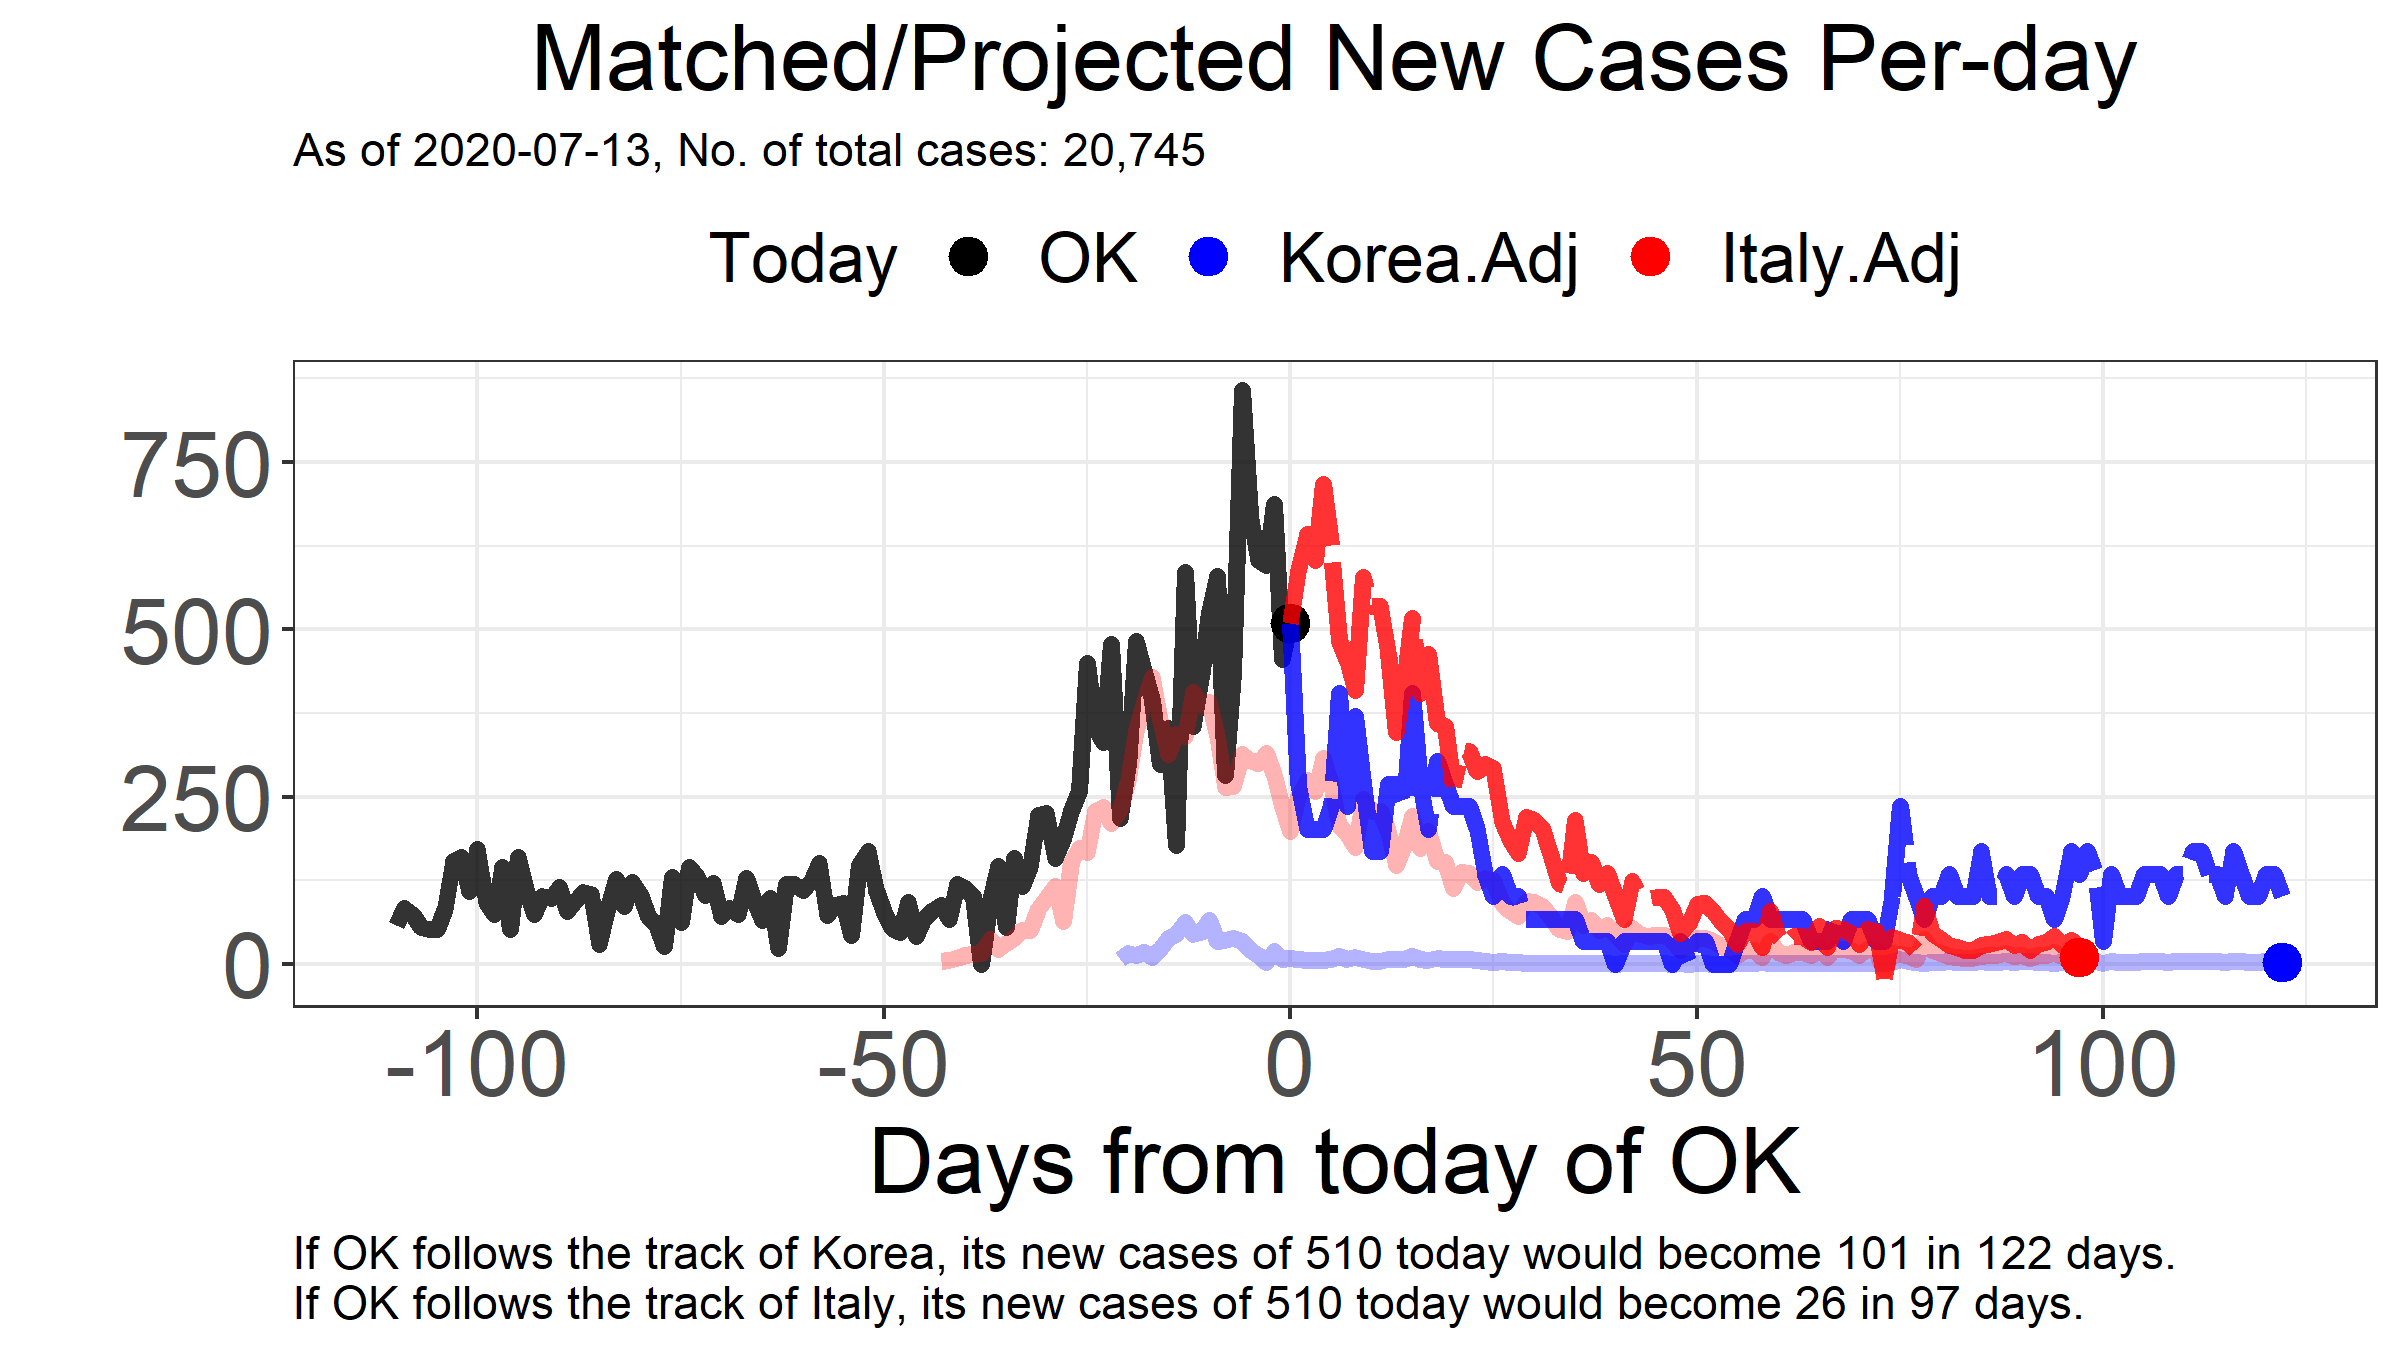 Matched/Projected New Cases Per-day
As of 2020-07-13, No. of total cases: 20,745
Today OK Korea.Adj Italy.Adj
750
500
250
0
-100 -50 0 50 100
Days from today of OK
If OK follows the track of Korea, its new cases of 510 today would become 101 in 122 days.
If OK follows the track of Italy, its new cases of 510 today would become 26 in 97 days.